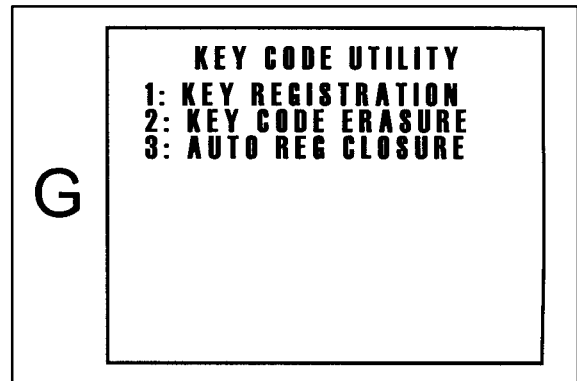 KEY CODE UTILITY
1: KEY REGISTRATION
2: KEY CODE ERASURE
3: AUTO REG CLOSURE
G